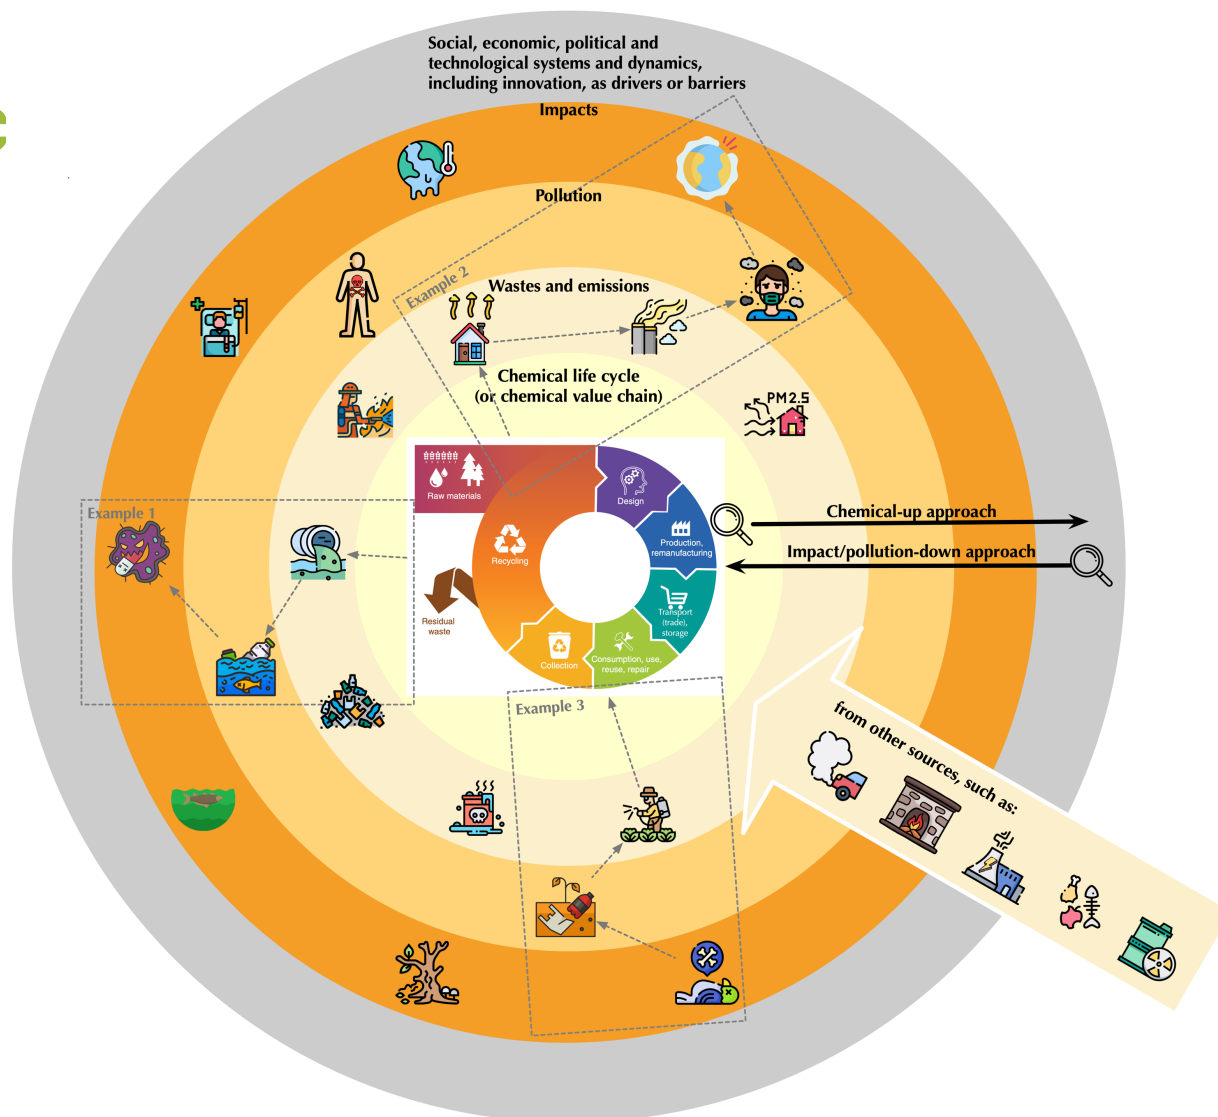 Social, economic, political and
technological systems and dynamics,
including innovation, as drivers or barriers
Impacts
Pollution
Example 2
Wastes and emissions
Chemical life cycle
(or chemical value chain)
PM2.5
Raw materials
Design
Production,
remanufacturing
Recycling
Transport
(trade),
storage
Consumption, use,
reuse, repair
Collection
Residual
waste
Chemical-up approach
Impact/pollution-down approach
Example 1
Example 3
from other sources, such as: